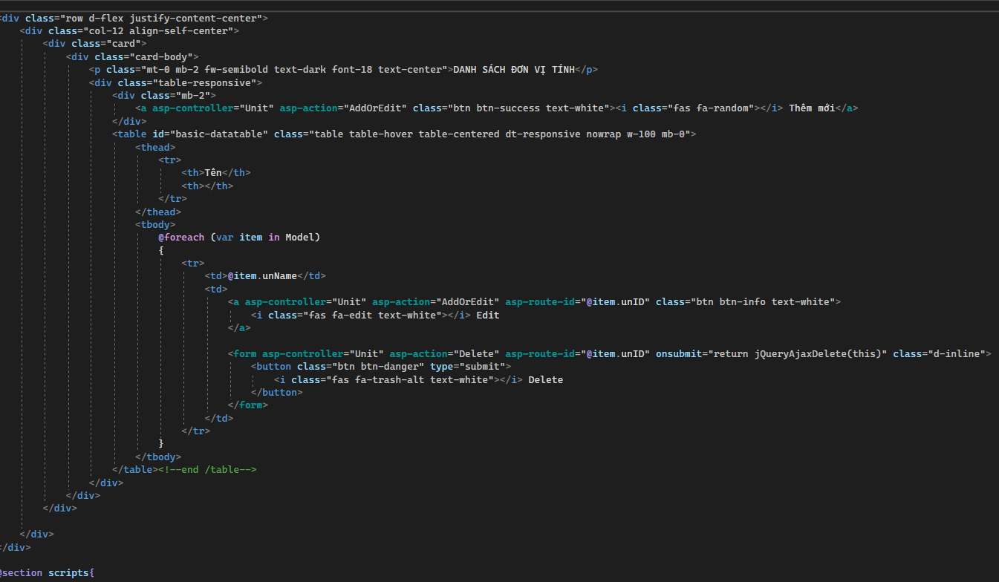 <div class="row d-flex justify-content-center">
<div class="col-12 align-self-center">
<div class="card">
<div class="card-body">
<p class="mt-0 mb-2 fw-semibold text-dark font-18 text-center">DANH SÁCH ĐƠN VỊ TÍNH</p>
<div class="table-responsive">
<div class="mb-2">
<a asp-controller="Unit" asp-action="AddOrEdit" class="btn btn-success text-white"><i class="fas fa-random"></i> Thêm mới</a>
</div>
<table id="basic-datatable" class="table table-hover table-centered dt-responsive nowrap w-100 mb-0">
<thead>
<tr>
<th>Tên</th>
<th></th>
</tr>
</thead>
<tbody>
@foreach (var item in Model)
{
<tr>
<td>@item.unName</td>
<td>
<a asp-controller="Unit" asp-action="AddOrEdit" asp-route-id="@item.unID" class="btn btn-info text-white">
<i class="fas fa-edit text-white"></i> Edit
</a>
<form asp-controller="Unit" asp-action="Delete" asp-route-id="@item.unID" onsubmit="return jQueryAjaxDelete(this)" class="d-inline">
<button class="btn btn-danger" type="submit">
<i class="fas fa-trash-alt text-white"></i> Delete
</button>
</form>
</td>
</tr>
}
</tbody>
</table><!--end /table-->
</div>
</div>
</div>
</div>
</div>
@section scripts{